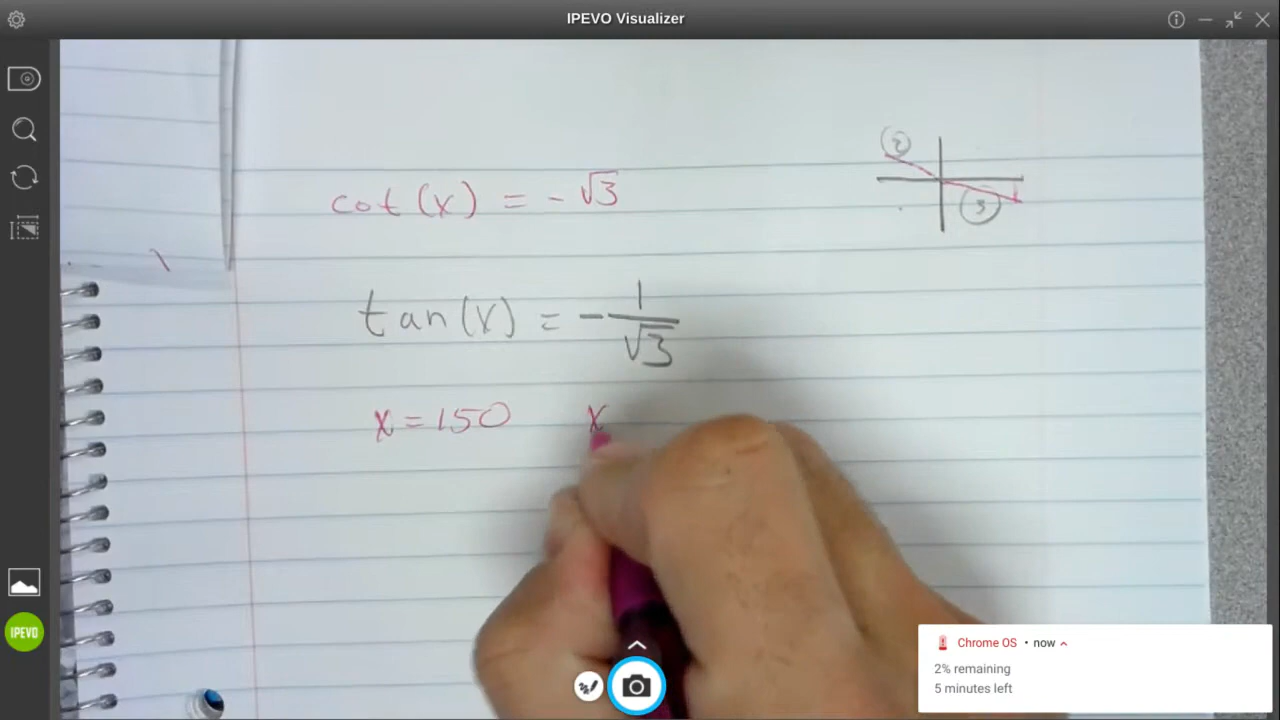 IPEVO Visualizer
②
cot(x) = -√3
③
tan(x) = -1/√3
x = 150 x
IPEVO
Chrome OS • now
2% remaining
5 minutes left